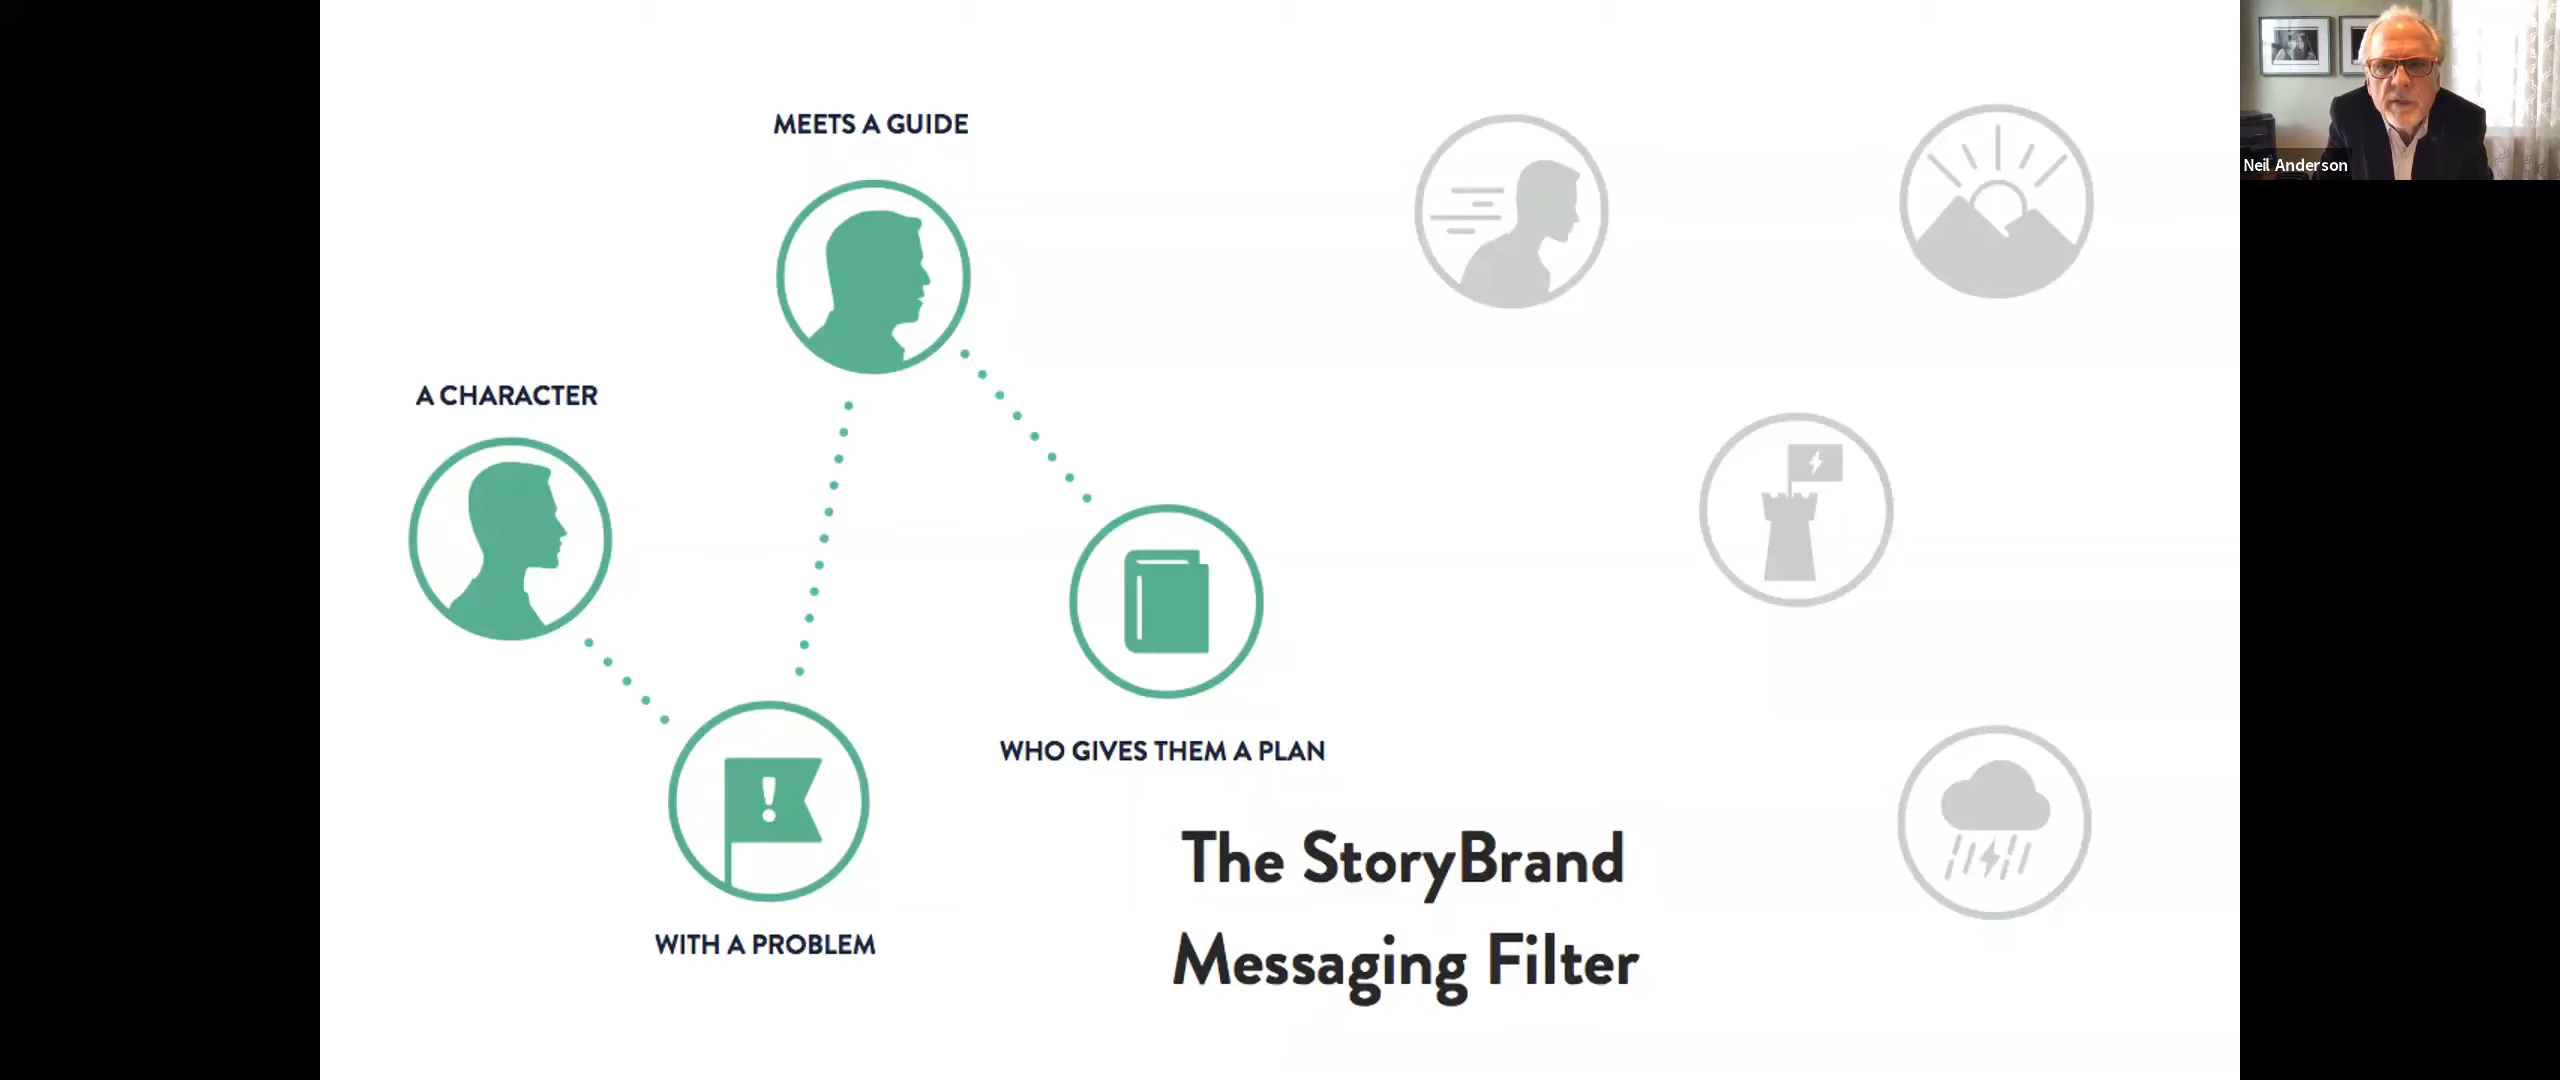 MEETS A GUIDE
Neil Anderson
A CHARACTER
WHO GIVES THEM A PLAN
The StoryBrand
Messaging Filter
WITH A PROBLEM